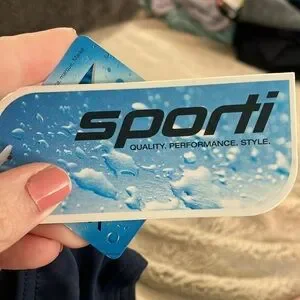 sporti
QUALITY. PERFORMANCE. STYLE.